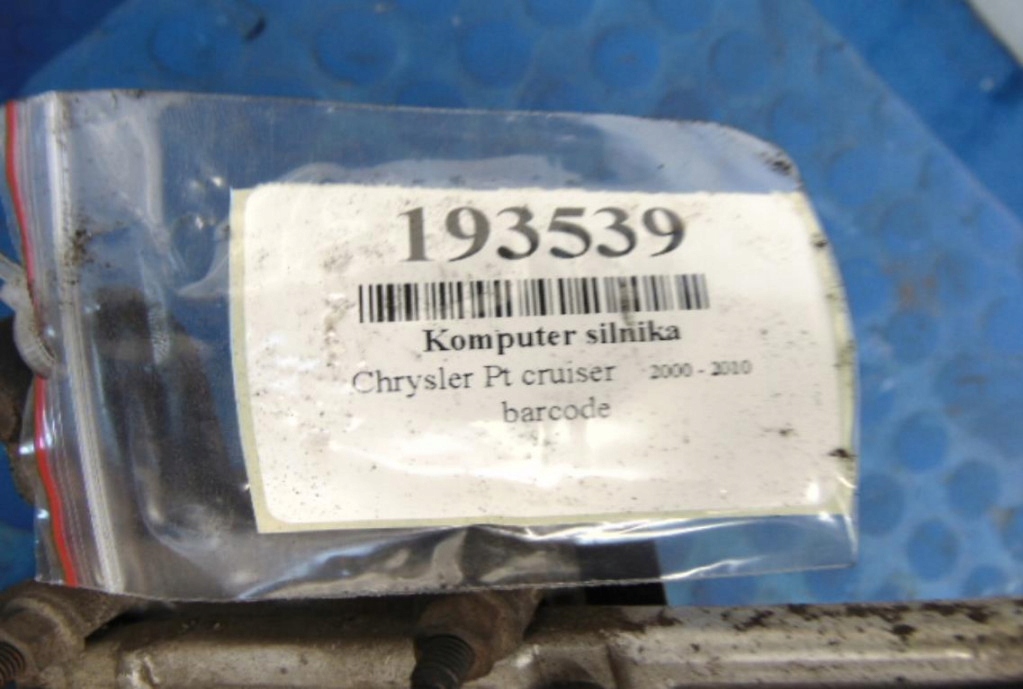 193539
Komputer silnika
Chrysler Pt cruiser 2000 - 2010
barcode